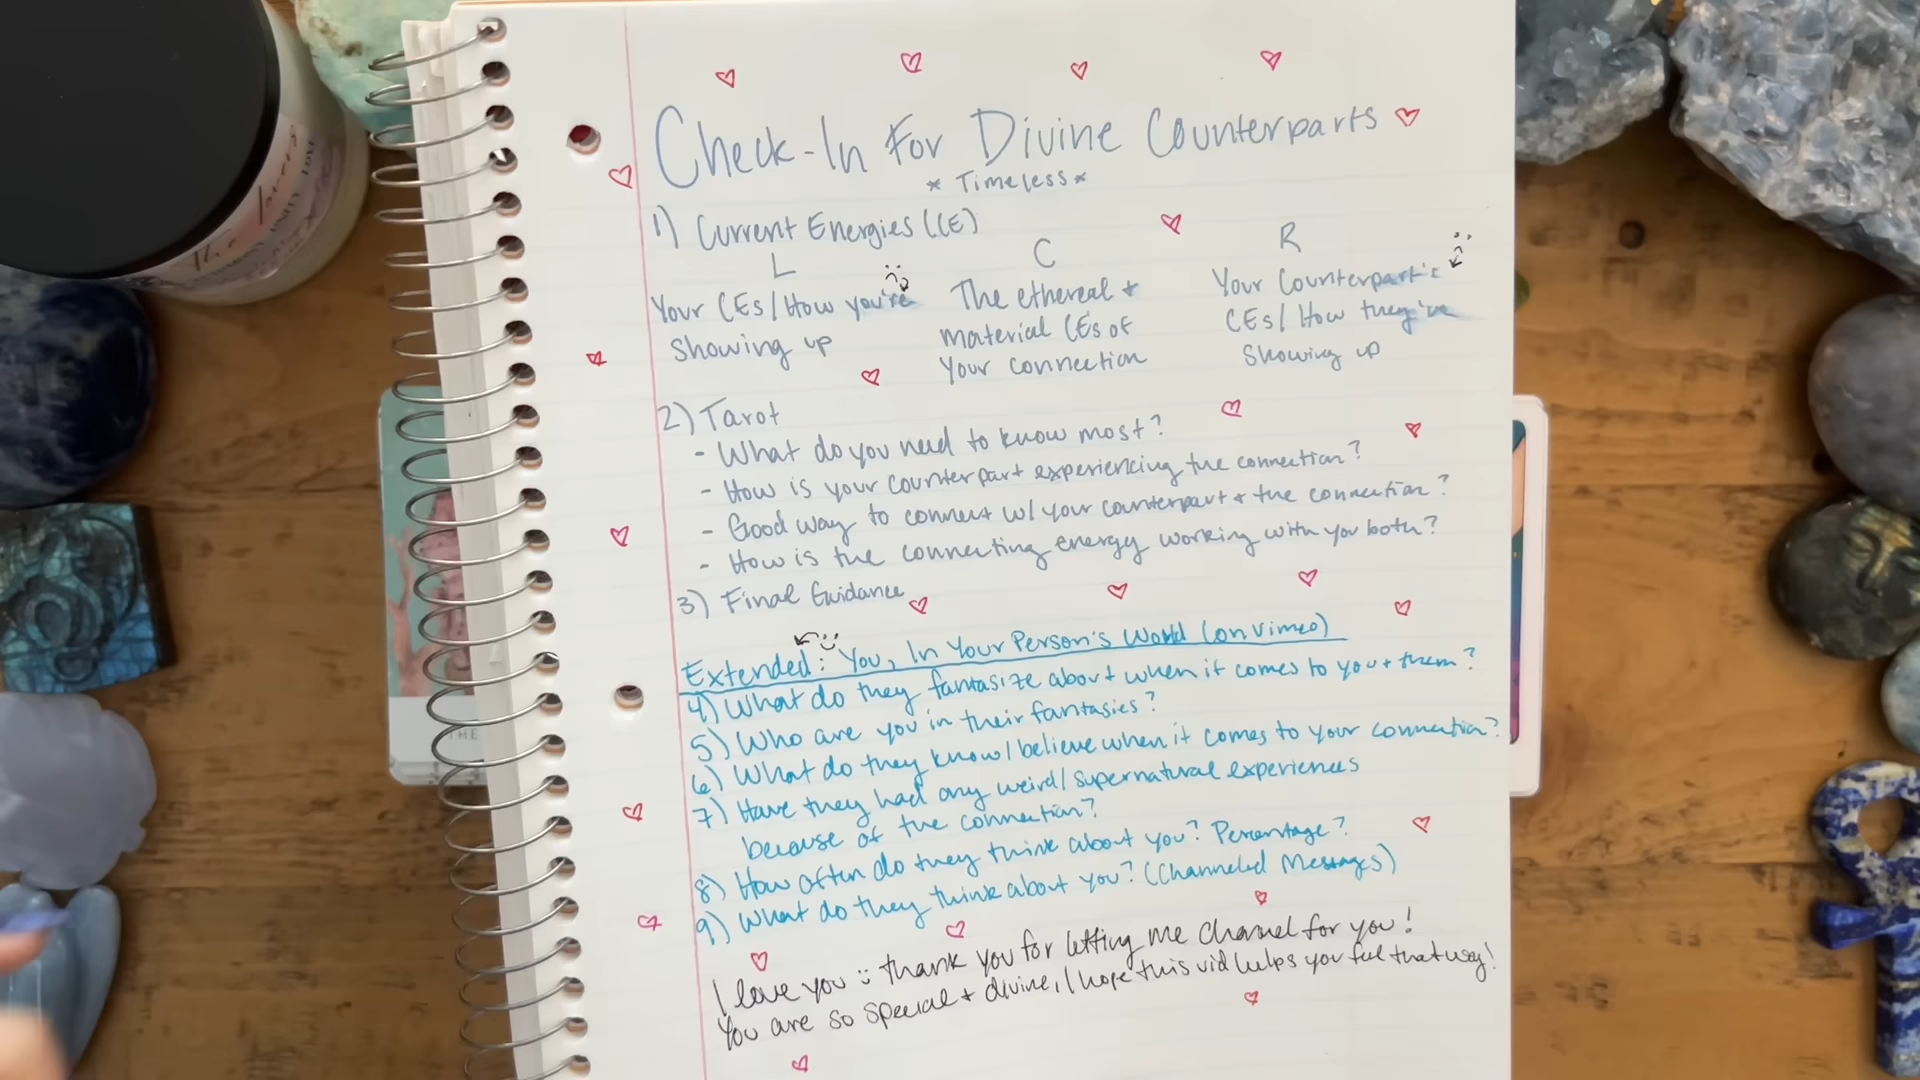 Check-In For Divine Counterparts
* Timeless *
1) Current Energies (CE)
L
Your CEs / How you're
showing up
C
The ethereal +
material CEs of
Your connection
R
Your Counterpart's
CEs / How they're
Showing up
2) Tarot
- What do you need to know most?
- How is your counterpart experiencing the connection?
- Good way to connect w/ your counterpart + the connection?
- How is the connecting energy working with you both?
3) Final Guidance
Extended: You, In Your Person's World (on Vimeo)
4) What do they fantasize about when it comes to you + them?
5) Who are you in their fantasies?
6) What do they know / believe when it comes to your connection?
7) Have they had any weird / supernatural experiences
because of the connection?
8) How often do they think about you? Percentage?
9) What do they think about you? (Channeled Messages)
I love you :) thank you for letting me channel for you!
You are so special + divine, I hope this vid helps you feel that way!
The Lovers
THE